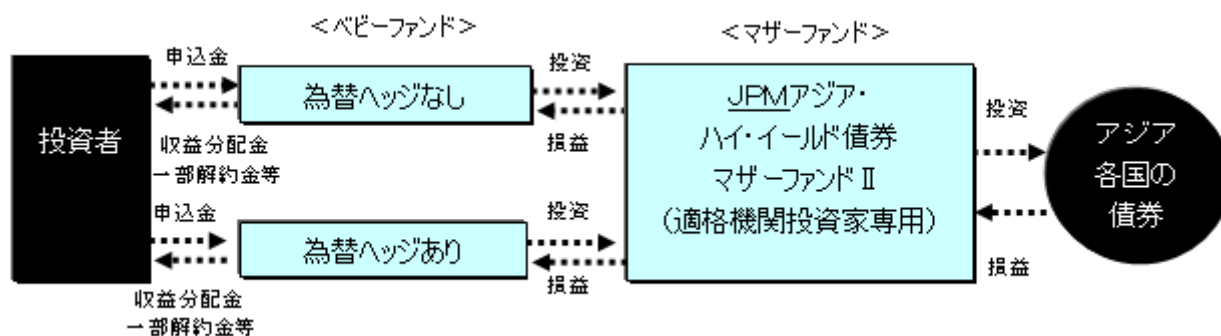 ＜ベビーファンド＞
＜マザーファンド＞
投資者
申込金
収益分配金
一部解約金等
申込金
収益分配金
一部解約金等
為替ヘッジなし
為替ヘッジあり
投資
損益
投資
損益
JPMアジア・
ハイ・イールド債券
マザーファンドⅡ
(適格機関投資家専用)
投資
損益
アジア
各国の
債券